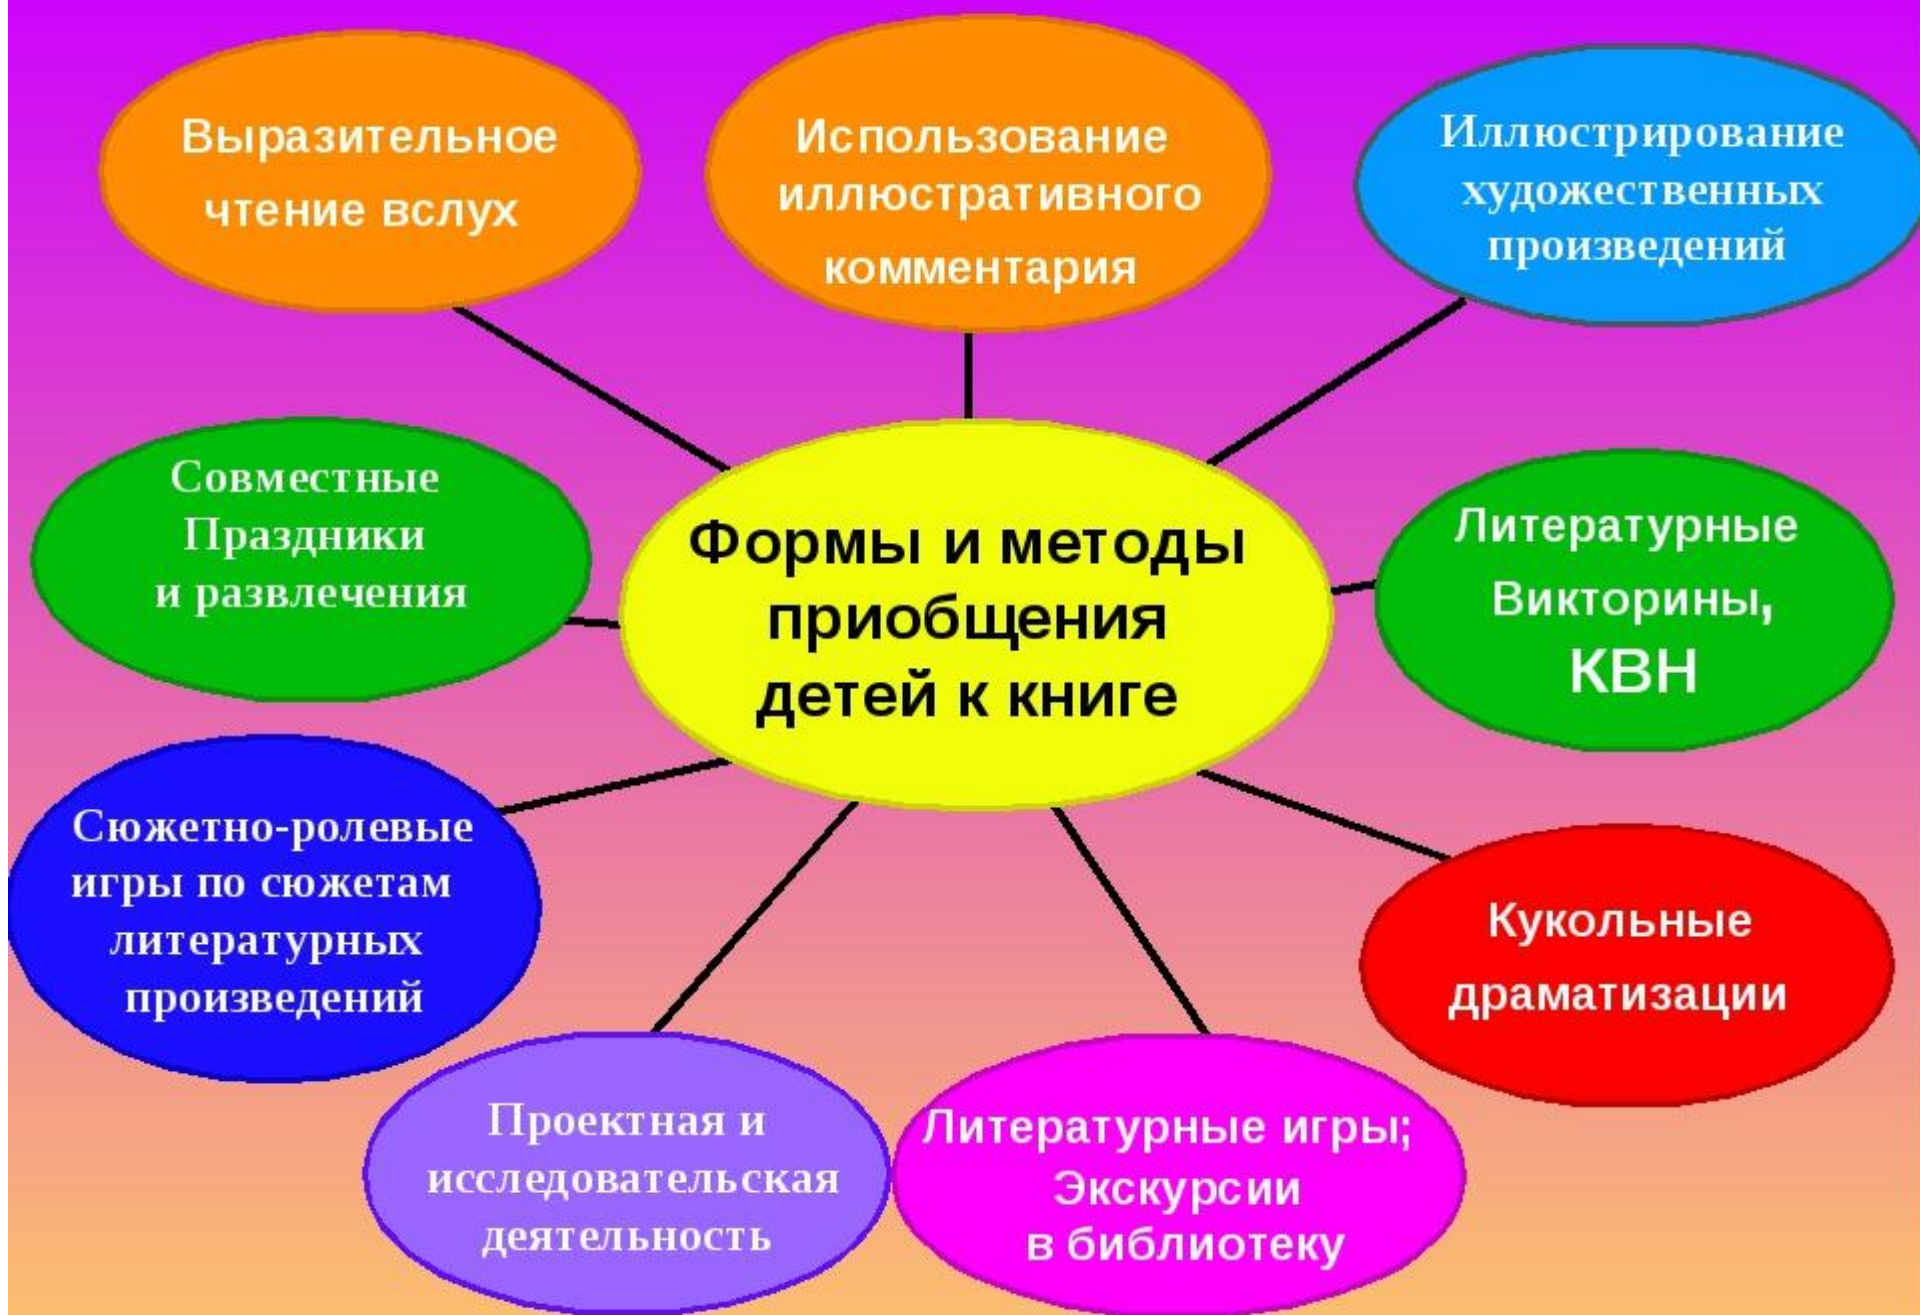 Выразительное
чтение вслух
Использование
иллюстративного
комментария
Иллюстрирование
художественных
произведений
Совместные
Праздники
и развлечения
Формы и методы
приобщения
детей к книге
Литературные
Викторины,
КВН
Сюжетно-ролевые
игры по сюжетам
литературных
произведений
Кукольные
драматизации
Проектная и
исследовательская
деятельность
Литературные игры;
Экскурсии
в библиотеку